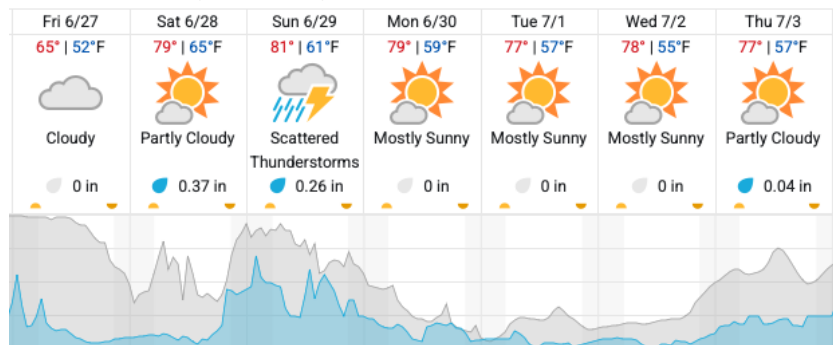 Fri 6/27 Sat 6/28 Sun 6/29 Mon 6/30 Tue 7/1 Wed 7/2 Thu 7/3
65° | 52°F 79° | 65°F 81° | 61°F 79° | 59°F 77° | 57°F 78° | 55°F 77° | 57°F
Cloudy Partly Cloudy Scattered Mostly Sunny Mostly Sunny Mostly Sunny Partly Cloudy
Thunderstorms
0 in 0.37 in 0.26 in 0 in 0 in 0 in 0.04 in